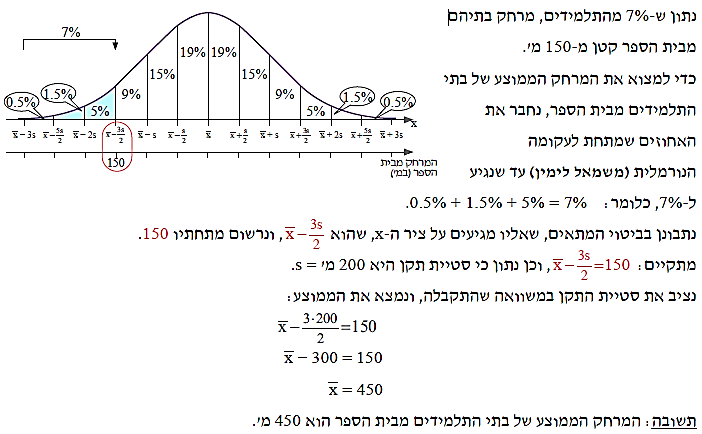 נתון ש-7% מהתלמידים, מרחק בתיהם
מבית הספר קטן מ-150 מ'.
כדי למצוא את המרחק הממוצע של בתי
התלמידים מבית הספר, נחבר את
האחוזים שמתחת לעקומה
הנורמלית (משמאל לימין) עד שנגיע
ל-7%, כלומר: 0.5% + 1.5% + 5% = 7%.
7%
0.5% 1.5% 5% 9% 15% 19% 19% 15% 9% 5% 1.5% 0.5%
x
x̄−3s x̄−5s/2 x̄−2s x̄−3s/2 x̄−s x̄−s/2 x̄ x̄+s/2 x̄+s x̄+3s/2 x̄+2s x̄+5s/2 x̄+3s
150
המרחק מבית
הספר (במ')
נתבונן בביטוי המתאים, שאליו מגיעים על ציר ה-x, שהוא x̄−3s/2, ונרשום מתחתיו 150.
מתקיים: x̄−3s/2=150, וכן נתון כי סטיית תקן היא 200 מ' = s.
נציב את סטיית התקן במשוואה שהתקבלה, ונמצא את הממוצע:
x̄−3·200/2=150
x̄−300 = 150
x̄ = 450
תשובה: המרחק הממוצע של בתי התלמידים מבית הספר הוא 450 מ'.